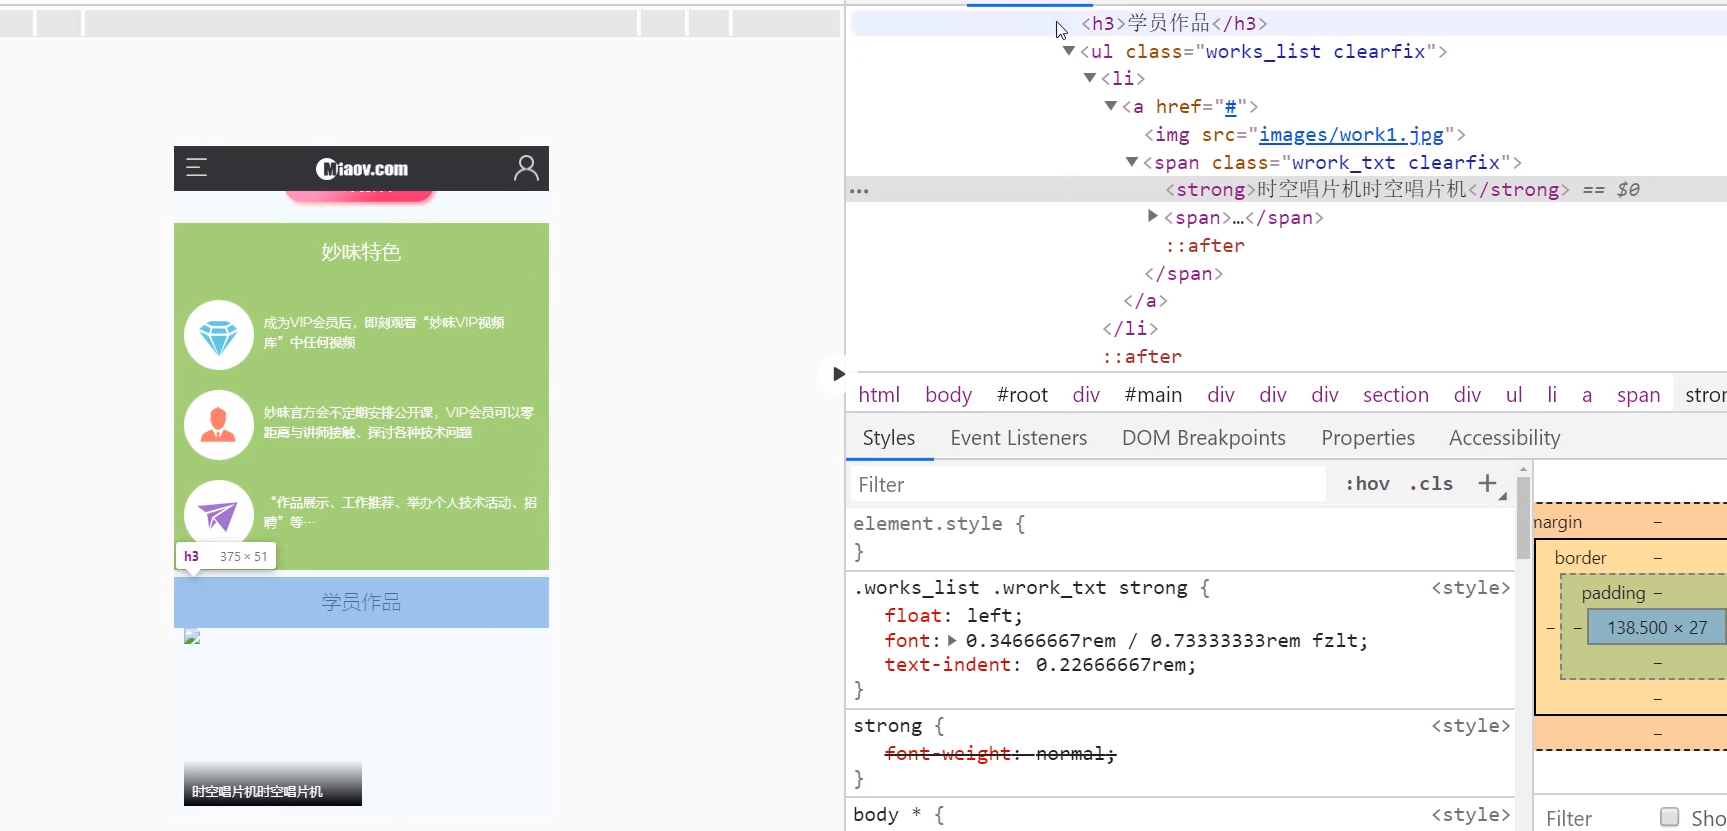 Miaov.com
妙味特色
成为VIP会员后，即刻观看“妙味VIP视频
库”中任何视频
妙味官方会不定期安排公开课，VIP会员可以零
距离与讲师接触、探讨各种技术问题
“作品展示、工作推荐、举办个人技术活动、招
聘”等…
h3 375 × 51
学员作品
时空唱片机时空唱片机
<h3>学员作品</h3>
<ul class="works_list clearfix">
<li>
<a href="#">
<img src="images/work1.jpg">
<span class="wrork_txt clearfix">
<strong>时空唱片机时空唱片机</strong> == $0
<span>…</span>
::after
</span>
</a>
</li>
::after
html body #root div #main div div div section div ul li a span stror
Styles Event Listeners DOM Breakpoints Properties Accessibility
Filter :hov .cls +
element.style {
}
.works_list .wrork_txt strong { <style>
float: left;
font: 0.34666667rem / 0.73333333rem fzlt;
text-indent: 0.22666667rem;
}
strong { <style>
font-weight: normal;
}
body * { <style>
margin –
border –
padding –
– – 138.500 × 27
–
–
–
Filter Sho